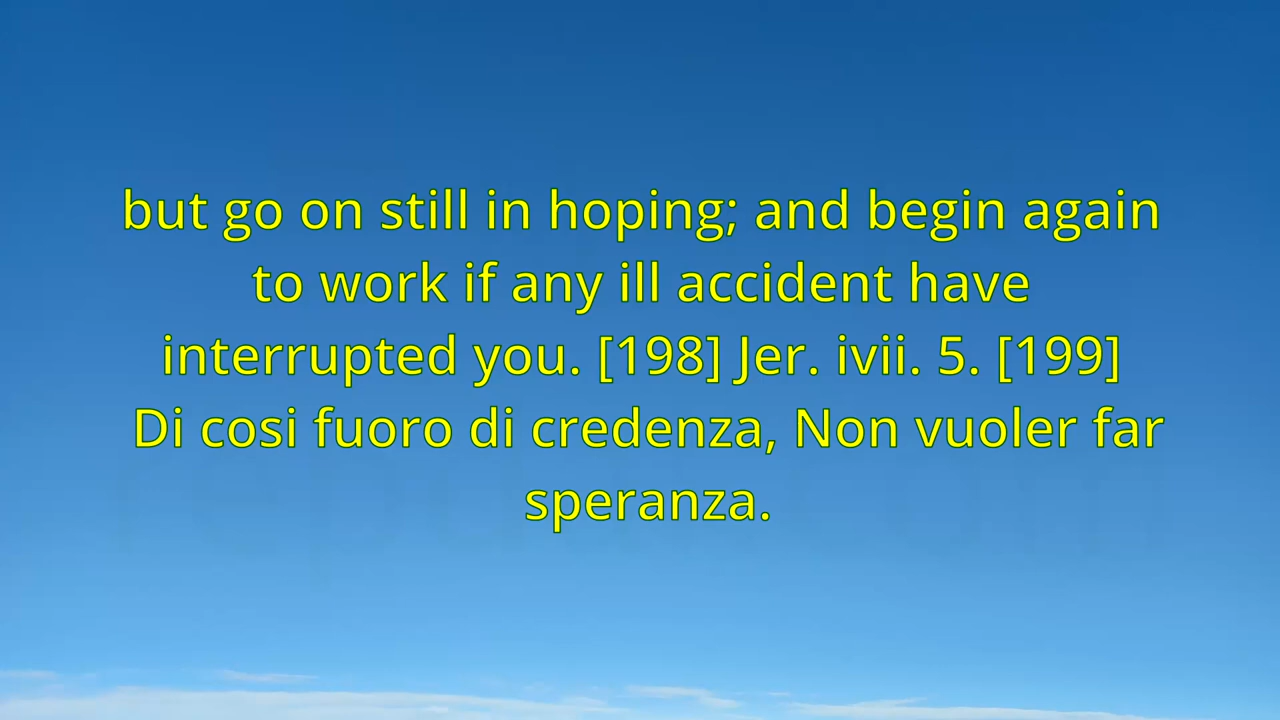 but go on still in hoping; and begin again
to work if any ill accident have
interrupted you. [198] Jer. ivii. 5. [199]
Di cosi fuoro di credenza, Non vuoler far
speranza.